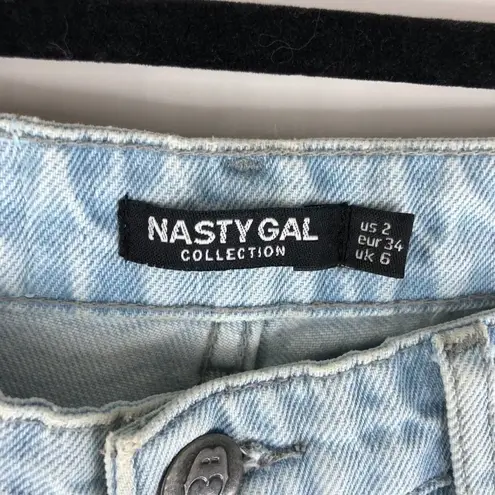 NASTY GAL
COLLECTION
us 2
eur 34
uk 6